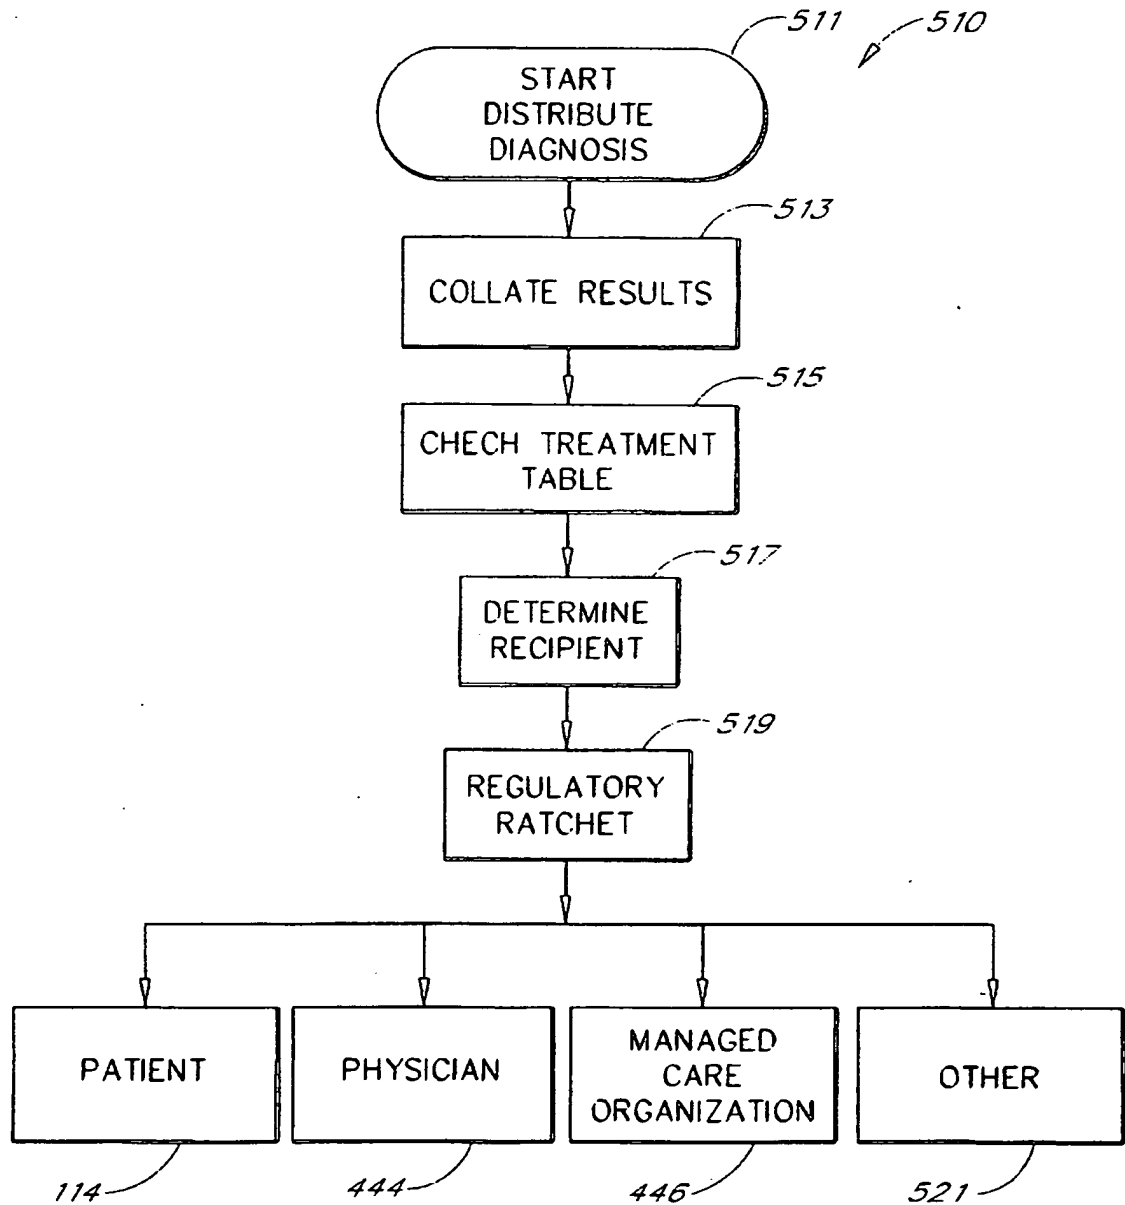 511
510
START
DISTRIBUTE
DIAGNOSIS
513
COLLATE RESULTS
515
CHECH TREATMENT
TABLE
517
DETERMINE
RECIPIENT
519
REGULATORY
RATCHET
PATIENT
PHYSICIAN
MANAGED
CARE
ORGANIZATION
OTHER
114
444
446
521